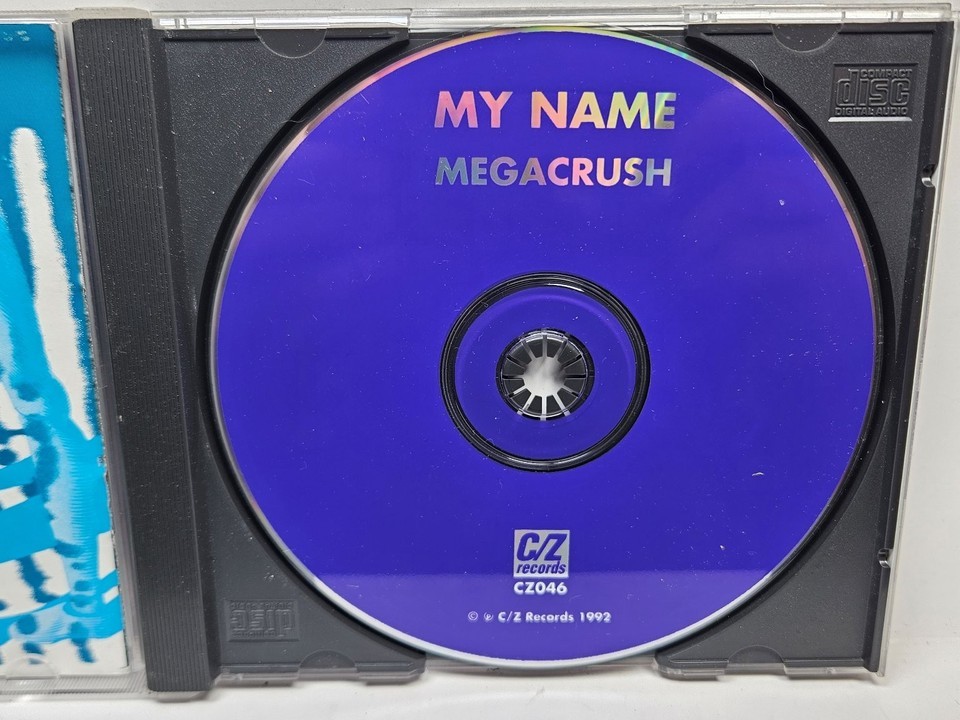 MY NAME
MEGACRUSH
COMPACT
disc
DIGITAL AUDIO
C/Z
records
CZ046
© ℗ C/Z Records 1992